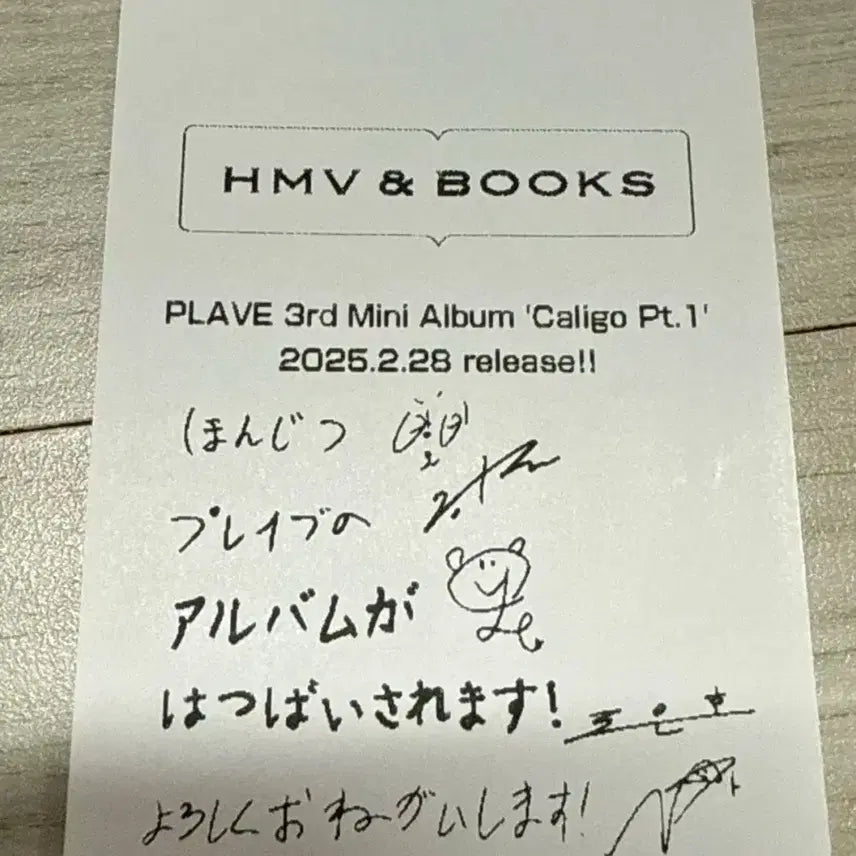 HMV & BOOKS
PLAVE 3rd Mini Album 'Caligo Pt.1'
2025.2.28 release!!
ほんじつ
プレイブの
アルバムが
はつばいされます!
よろしくおねがいします!